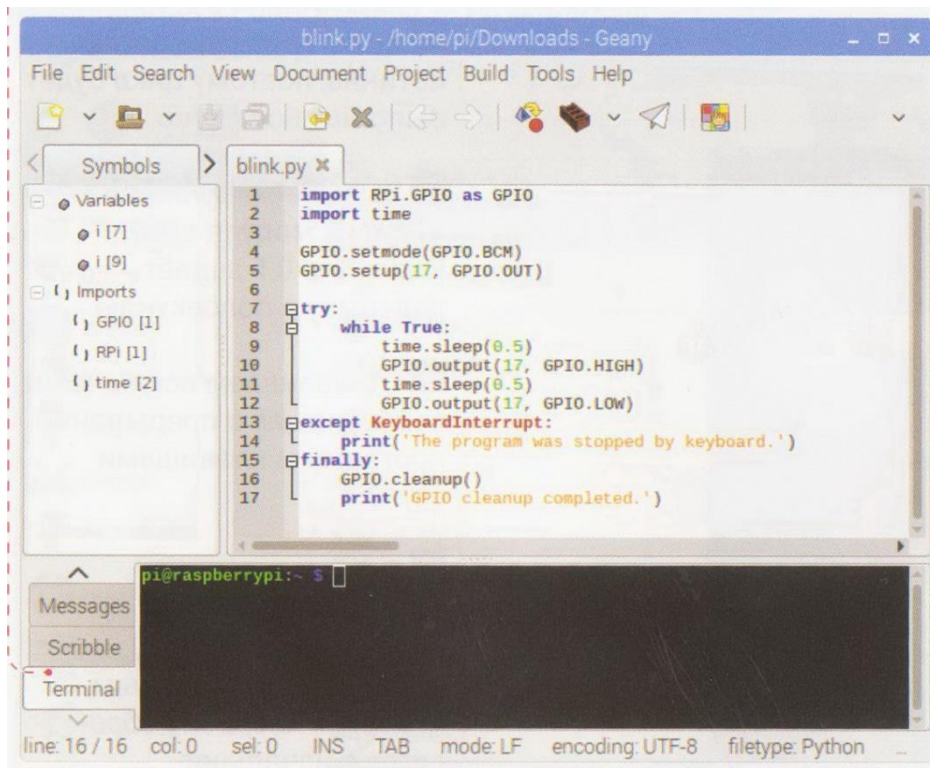 blink.py - /home/pi/Downloads - Geany
File Edit Search View Document Project Build Tools Help
Symbols
blink.py
Variables
i [7]
i [9]
Imports
GPIO [1]
RPi [1]
time [2]
1 import RPi.GPIO as GPIO
2 import time
3
4 GPIO.setmode(GPIO.BCM)
5 GPIO.setup(17, GPIO.OUT)
6
7 try:
8     while True:
9         time.sleep(0.5)
10         GPIO.output(17, GPIO.HIGH)
11         time.sleep(0.5)
12         GPIO.output(17, GPIO.LOW)
13 except KeyboardInterrupt:
14     print('The program was stopped by keyboard.')
15 finally:
16     GPIO.cleanup()
17     print('GPIO cleanup completed.')
Messages
Scribble
Terminal
pi@raspberrypi:~ $
line: 16 / 16 col: 0 sel: 0 INS TAB mode: LF encoding: UTF-8 filetype: Python ...